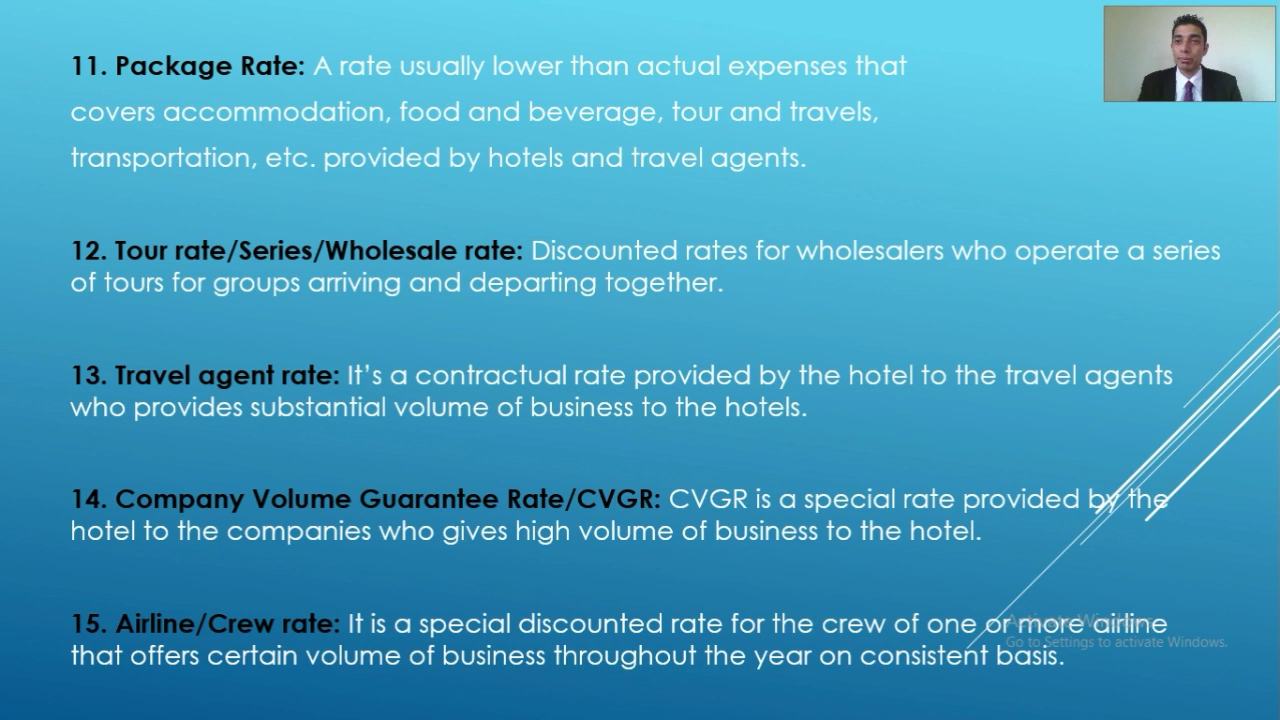 11. Package Rate: A rate usually lower than actual expenses that
covers accommodation, food and beverage, tour and travels,
transportation, etc. provided by hotels and travel agents.
12. Tour rate/Series/Wholesale rate: Discounted rates for wholesalers who operate a series
of tours for groups arriving and departing together.
13. Travel agent rate: It’s a contractual rate provided by the hotel to the travel agents
who provides substantial volume of business to the hotels.
14. Company Volume Guarantee Rate/CVGR: CVGR is a special rate provided by the
hotel to the companies who gives high volume of business to the hotel.
15. Airline/Crew rate: It is a special discounted rate for the crew of one or more airline
that offers certain volume of business throughout the year on consistent basis.
Activate Windows
Go to Settings to activate Windows.